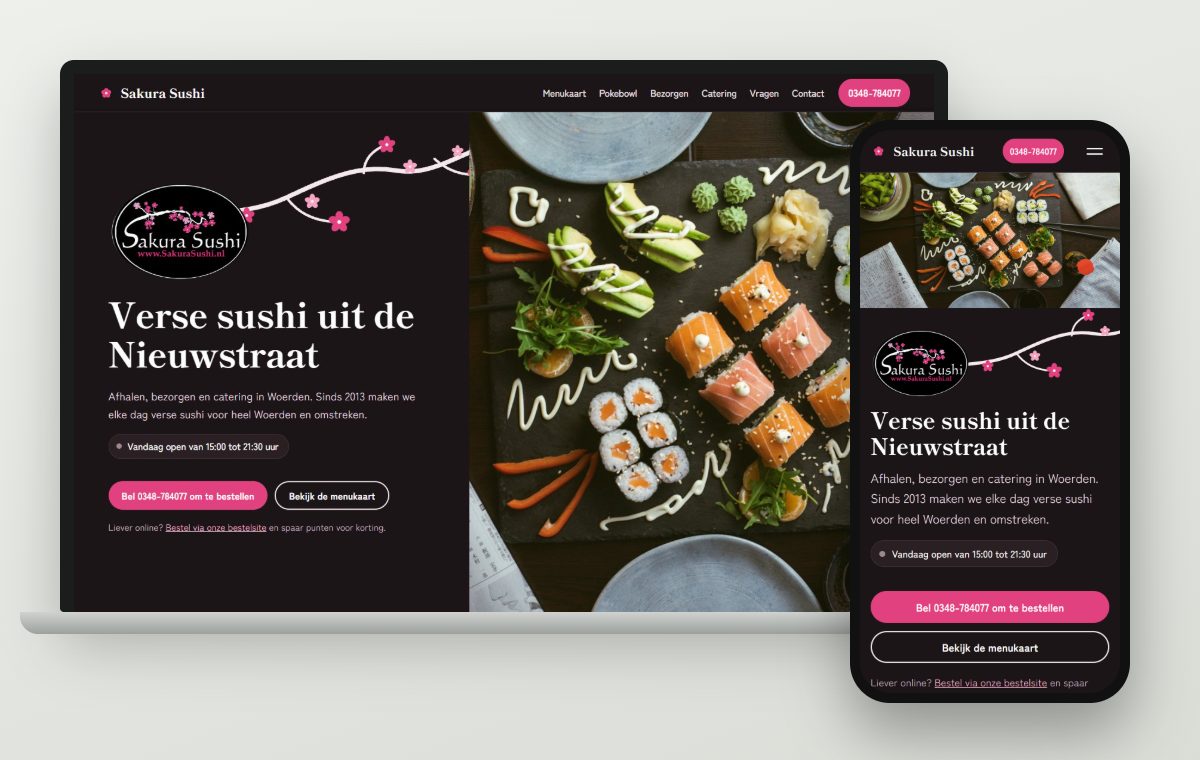 Sakura Sushi
Menukaart Pokebowl Bezorgen Catering Vragen Contact 0348-784077
Sakura Sushi
www.SakuraSushi.nl
Verse sushi uit de
Nieuwstraat
Afhalen, bezorgen en catering in Woerden. Sinds 2013 maken we
elke dag verse sushi voor heel Woerden en omstreken.
Vandaag open van 15:00 tot 21:30 uur
Bel 0348-784077 om te bestellen
Bekijk de menukaart
Liever online? Bestel via onze bestelsite en spaar punten voor korting.
Sakura Sushi
0348-784077
Sakura Sushi
www.SakuraSushi.nl
Verse sushi uit de
Nieuwstraat
Afhalen, bezorgen en catering in Woerden.
Sinds 2013 maken we elke dag verse sushi
voor heel Woerden en omstreken.
Vandaag open van 15:00 tot 21:30 uur
Bel 0348-784077 om te bestellen
Bekijk de menukaart
Liever online? Bestel via onze bestelsite en spaar